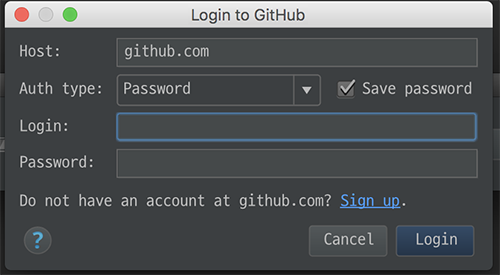 Login to GitHub
Host: github.com
Auth type: Password Save password
Login:
Password:
Do not have an account at github.com? Sign up.
? Cancel Login